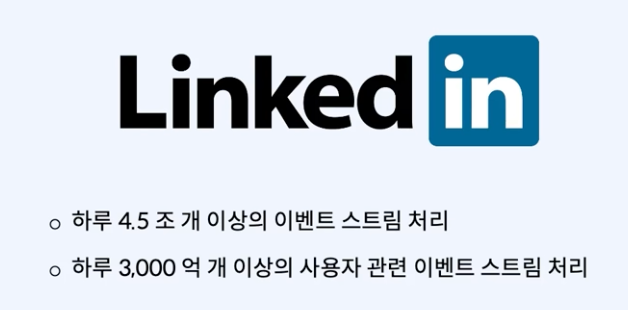 Linked in
하루 4.5 조 개 이상의 이벤트 스트림 처리
하루 3,000 억 개 이상의 사용자 관련 이벤트 스트림 처리